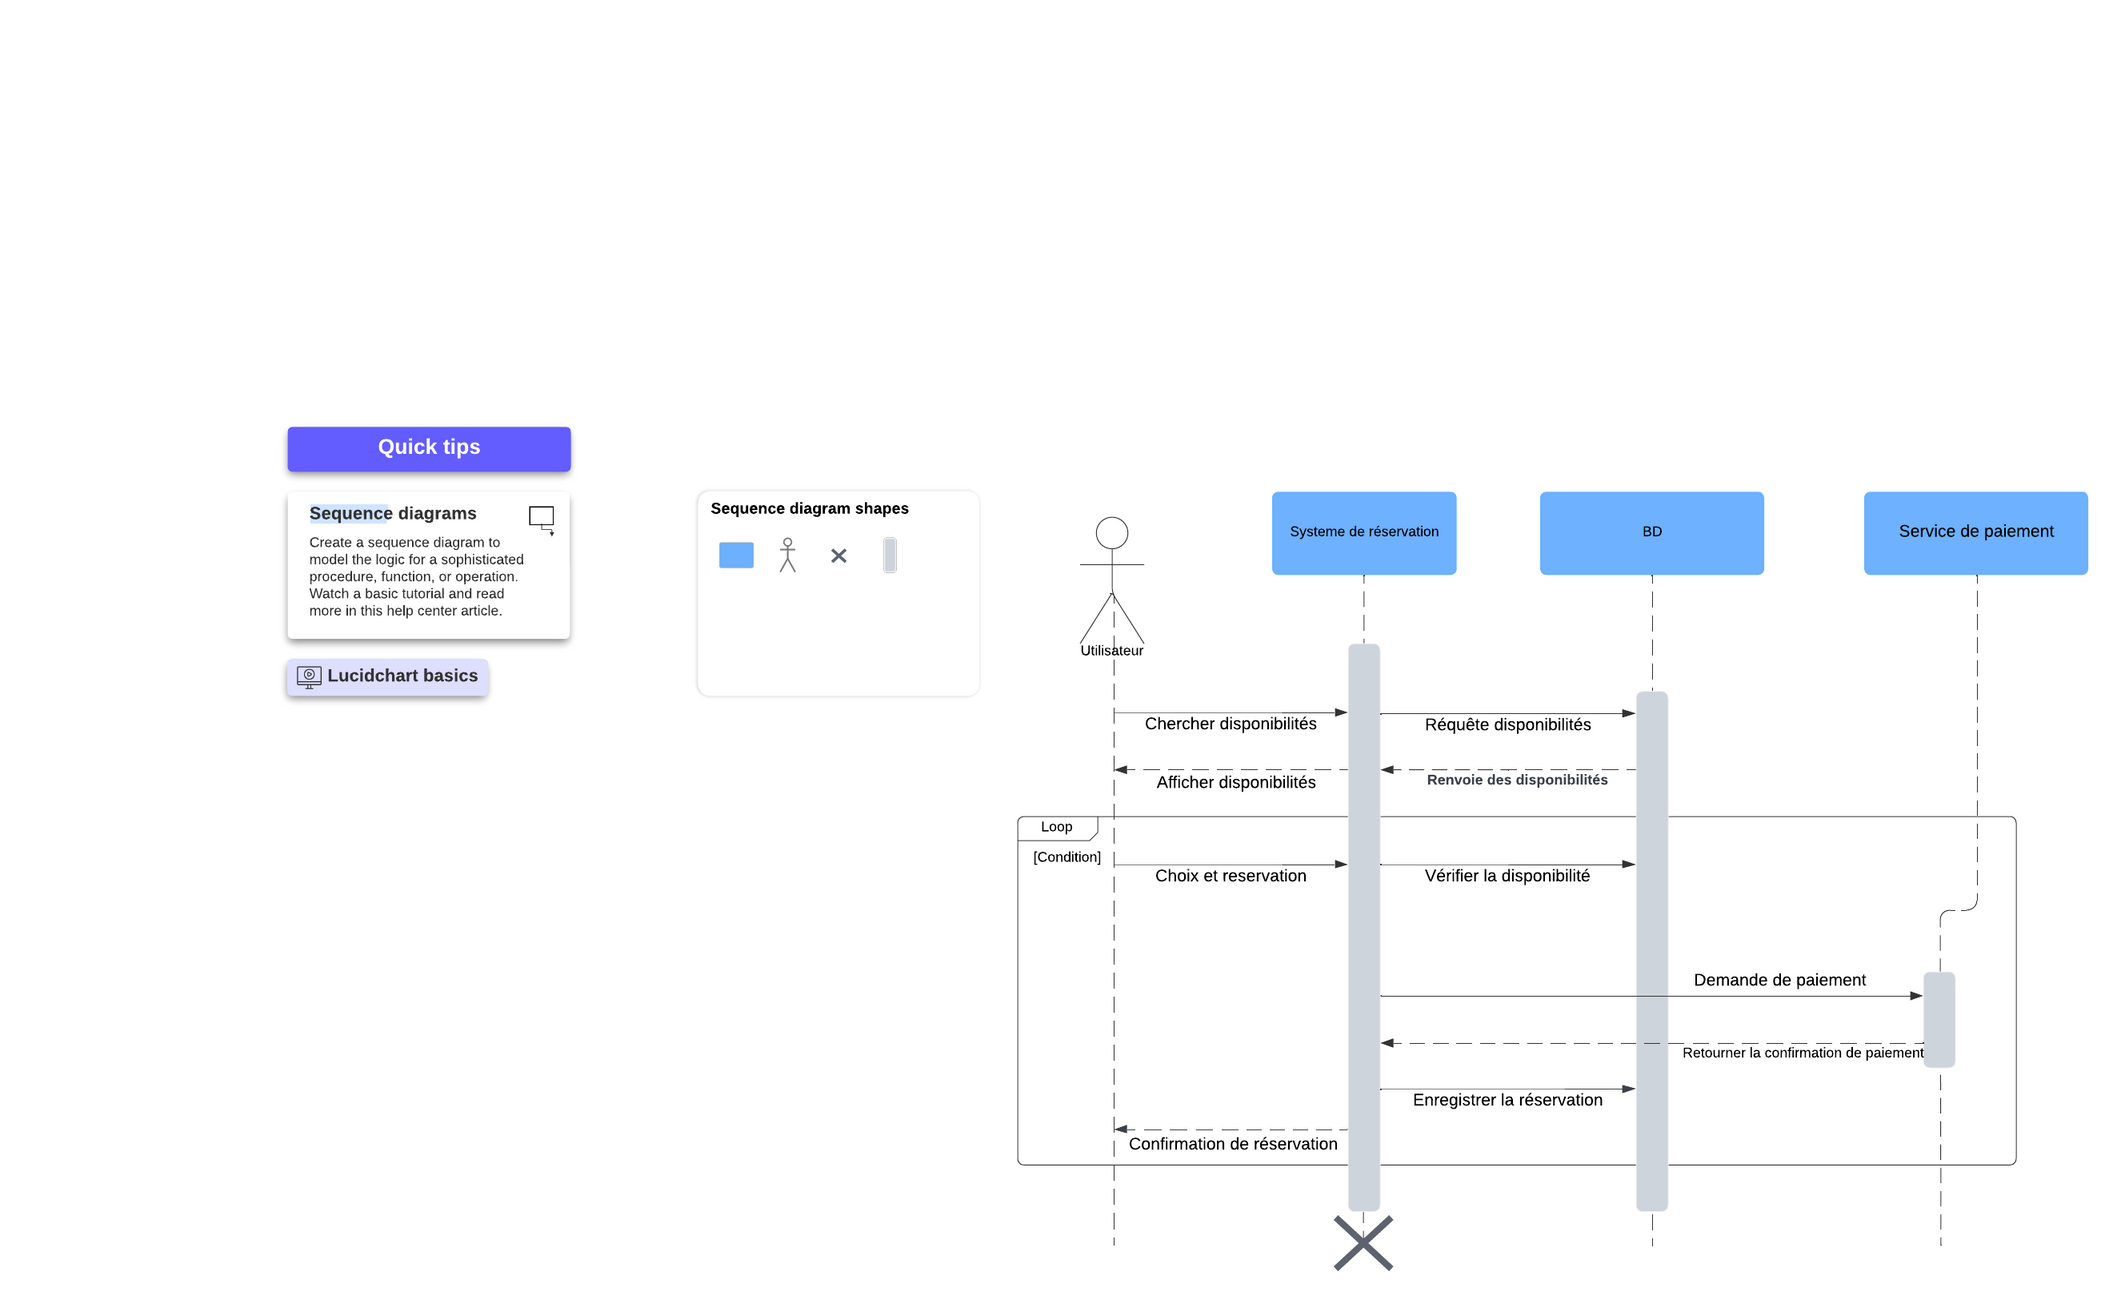 Quick tips
Sequence diagrams
Create a sequence diagram to
model the logic for a sophisticated
procedure, function, or operation.
Watch a basic tutorial and read
more in this help center article.
Lucidchart basics
Sequence diagram shapes
Utilisateur
Systeme de réservation
BD
Service de paiement
Chercher disponibilités
Réquête disponibilités
Afficher disponibilités
Renvoie des disponibilités
Loop
[Condition]
Choix et reservation
Vérifier la disponibilité
Demande de paiement
Retourner la confirmation de paiement
Enregistrer la réservation
Confirmation de réservation